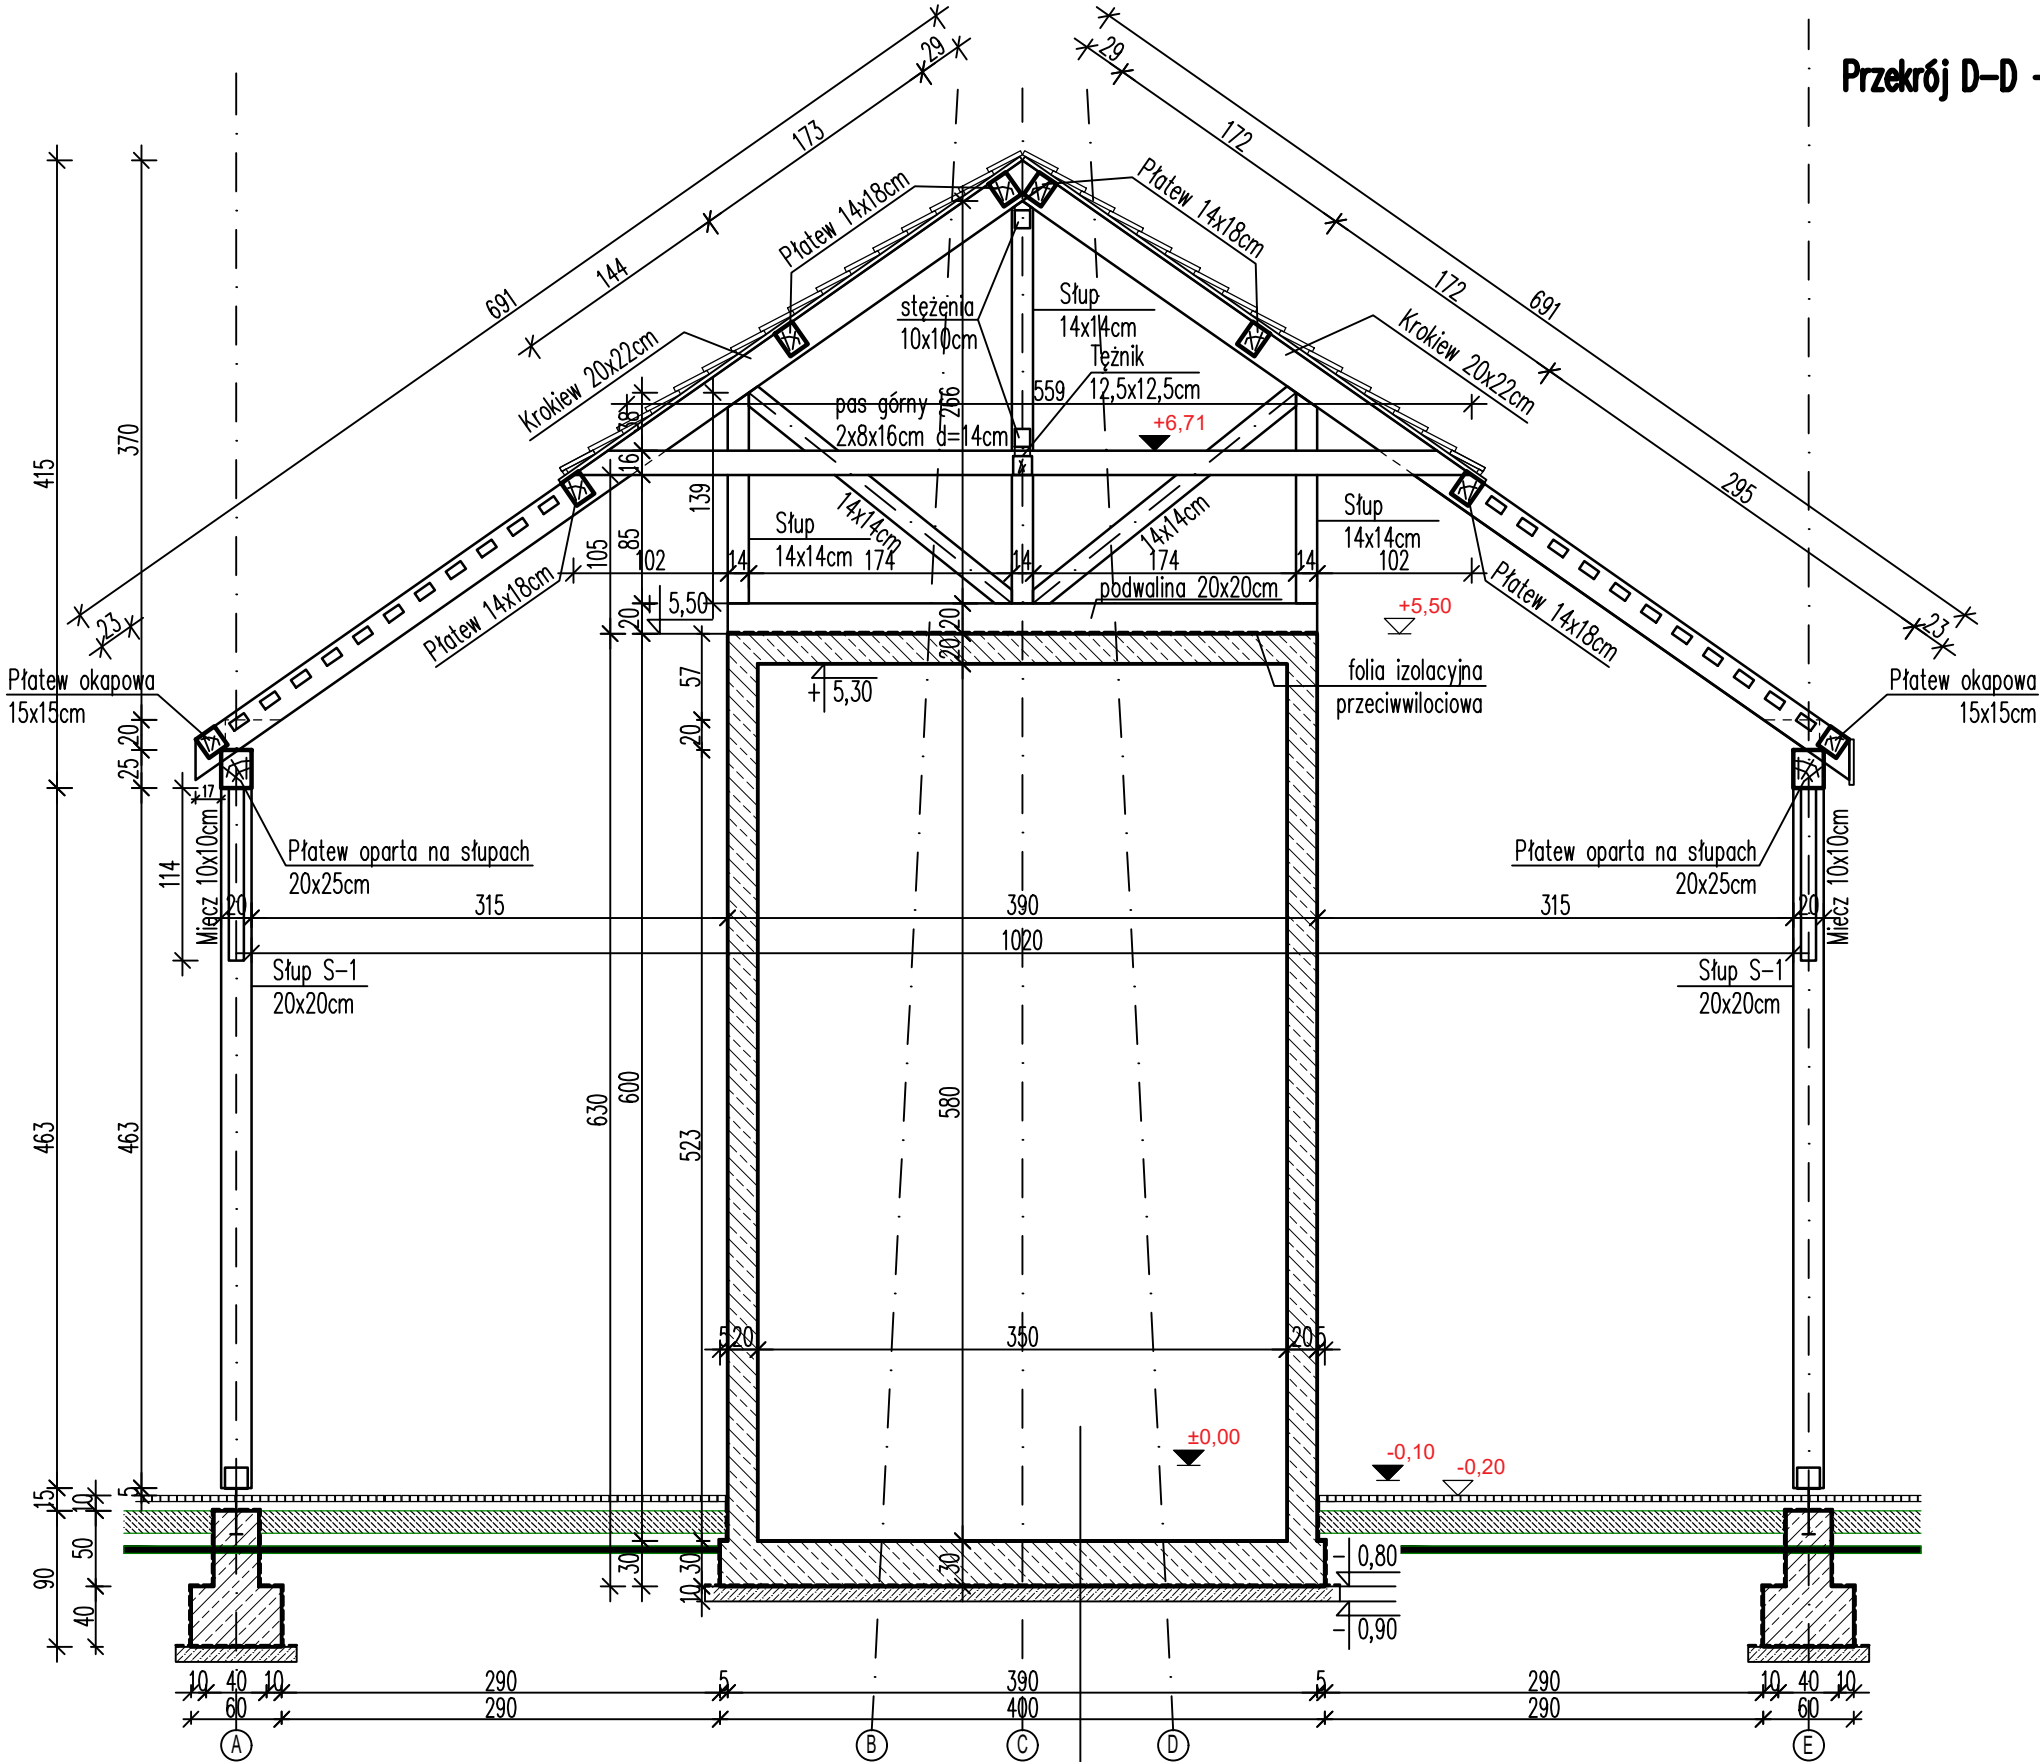 Przekrój D-D -
29
29
173
172
144
691
172
691
295
23
23
Płatew 14x18cm
Płatew 14x18cm
stężenia
10x10cm
Słup
14x14cm
Tężnik
12,5x12,5cm
Krokiew 20x22cm
Krokiew 20x22cm
559
266
pas górny
2x8x16cm d=14cm
+6,71
415
370
16
139
85
105
Słup
14x14cm
14x14cm
14x14cm
Słup
14x14cm
102
14
174
14
174
14
102
podwalina 20x20cm
Płatew 14x18cm
Płatew 14x18cm
+ 5,50
+5,50
20
20
20
57
20
+ 5,30
folia izolacyjna
przeciwwilociowa
Płatew okapowa
15x15cm
Płatew okapowa
15x15cm
20
25
17
114
Miecz 10x10cm
Miecz 10x10cm
Płatew oparta na słupach
20x25cm
Płatew oparta na słupach
20x25cm
20
315
390
315
20
1020
Słup S-1
20x20cm
Słup S-1
20x20cm
463
463
630
600
523
580
5
20
350
20
5
±0,00
-0,10
-0,20
15
10
5
90
50
40
30
30
10
30
- 0,80
- 0,90
10
40
10
290
5
390
5
290
10
40
10
60
290
400
290
60
A
B
C
D
E